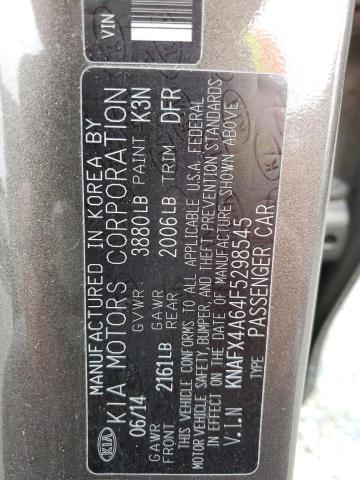 VIN
MANUFACTURED IN KOREA BY
KIA MOTORS CORPORATION
06/14 GVWR 3880LB PAINT K3N
GAWR FRONT 2161LB GAWR REAR 2006LB TRIM DFR
THIS VEHICLE CONFORMS TO ALL APPLICABLE U.S.A. FEDERAL
MOTOR VEHICLE SAFETY, BUMPER, AND THEFT PREVENTION STANDARDS
IN EFFECT ON THE DATE OF MANUFACTURE SHOWN ABOVE
V.I.N KNAFX4A64F5298545
TYPE PASSENGER CAR
KIA